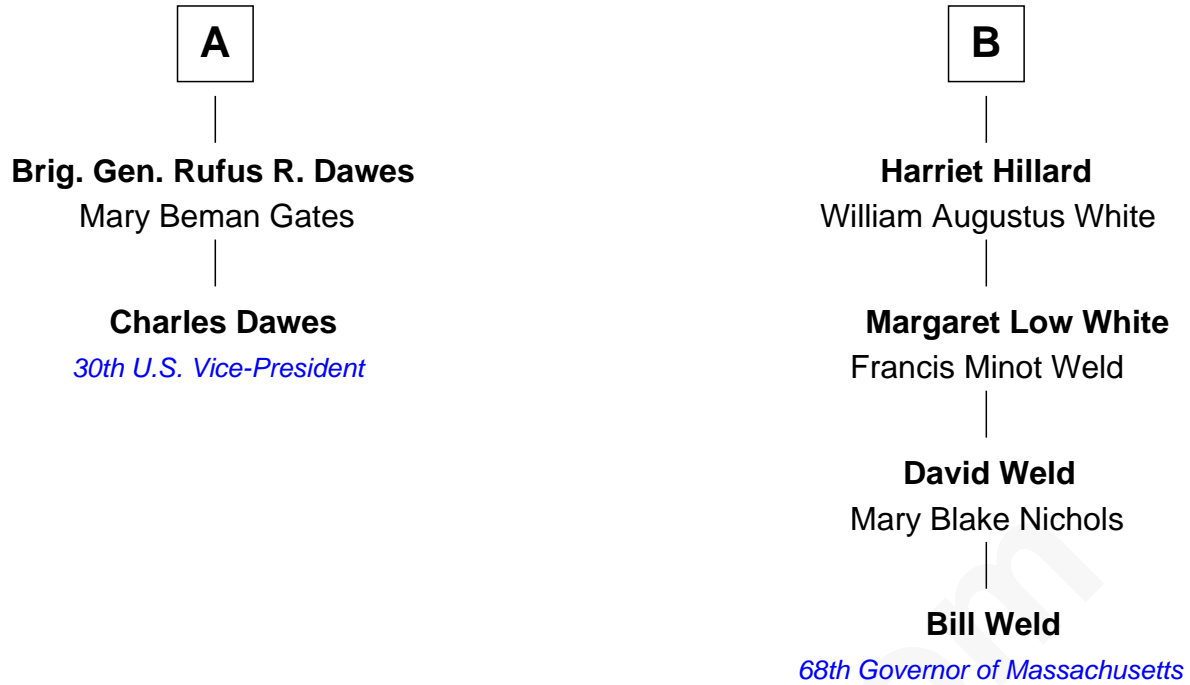 A
Brig. Gen. Rufus R. Dawes
Mary Beman Gates
Charles Dawes
30th U.S. Vice-President
B
Harriet Hillard
William Augustus White
Margaret Low White
Francis Minot Weld
David Weld
Mary Blake Nichols
Bill Weld
68th Governor of Massachusetts